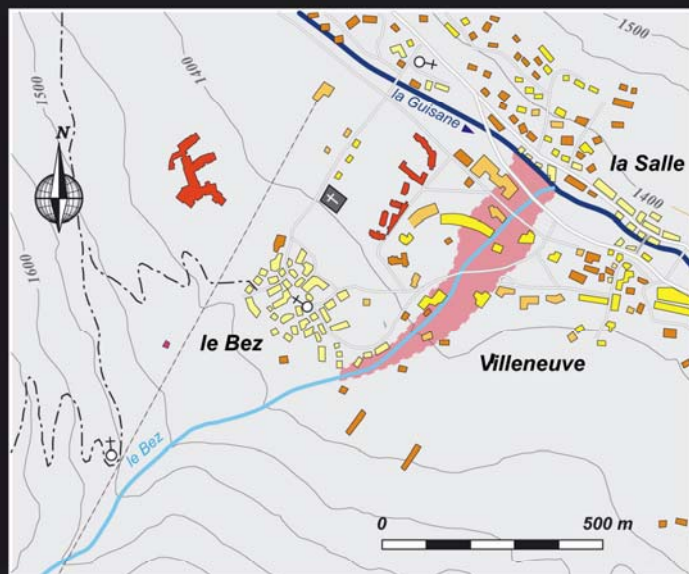 1500
1500
1400
la Guisane
N
la Salle
1400
1600
le Bez
Villeneuve
le Bez
0 500 m